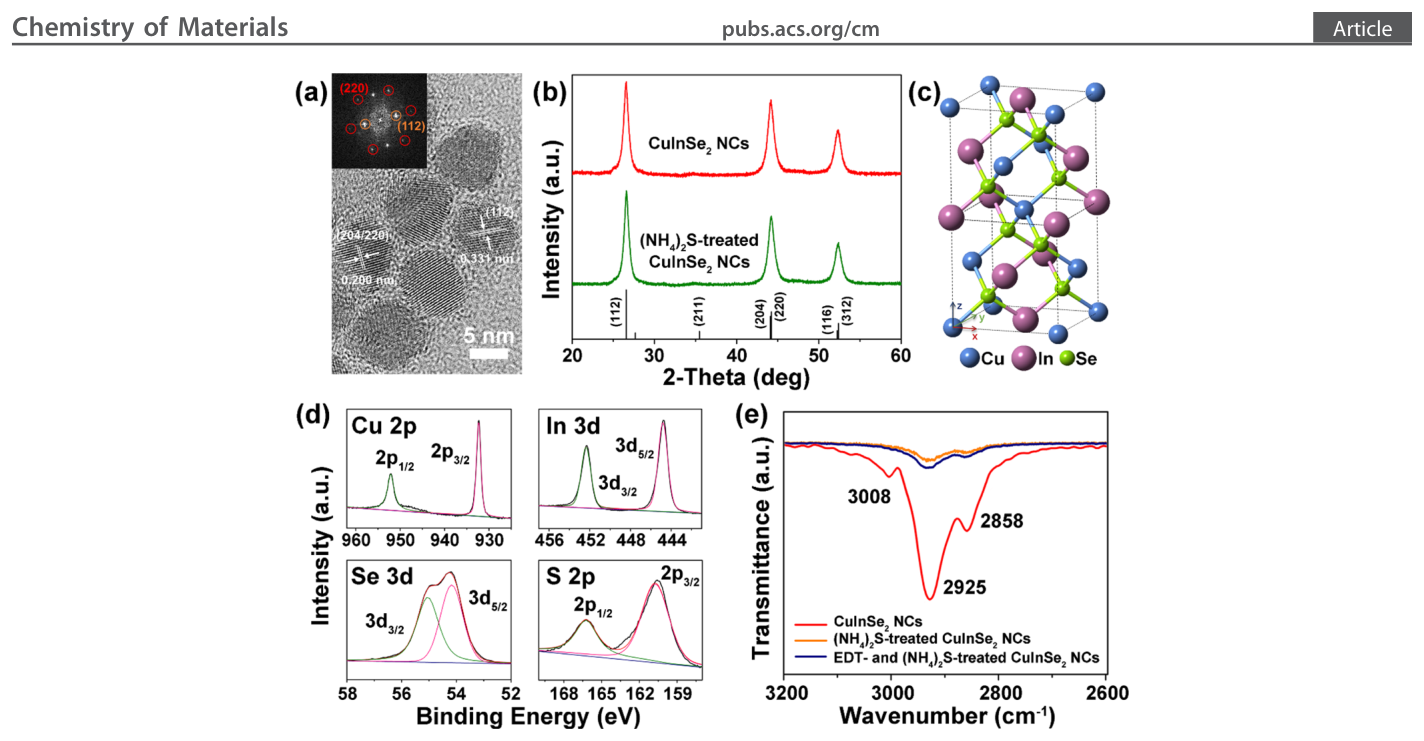 Chemistry of Materials
pubs.acs.org/cm
Article
(a)
(220)
(112)
(112)
0.331 nm
(204/220)
0.200 nm
5 nm
(b)
Intensity (a.u.)
CuInSe₂ NCs
(NH₄)₂S-treated
CuInSe₂ NCs
(112)
(211)
(204)
(220)
(116)
(312)
20 30 40 50 60
2-Theta (deg)
(c)
z
y
x
Cu In Se
(d)
Intensity (a.u.)
Cu 2p
2p₁/₂
2p₃/₂
960 950 940 930
In 3d
3d₅/₂
3d₃/₂
456 452 448 444
Se 3d
3d₃/₂
3d₅/₂
58 56 54 52
S 2p
2p₃/₂
2p₁/₂
168 165 162 159
Binding Energy (eV)
(e)
Transmittance (a.u.)
3008
2858
2925
CuInSe₂ NCs
(NH₄)₂S-treated CuInSe₂ NCs
EDT- and (NH₄)₂S-treated CuInSe₂ NCs
3200 3000 2800 2600
Wavenumber (cm⁻¹)